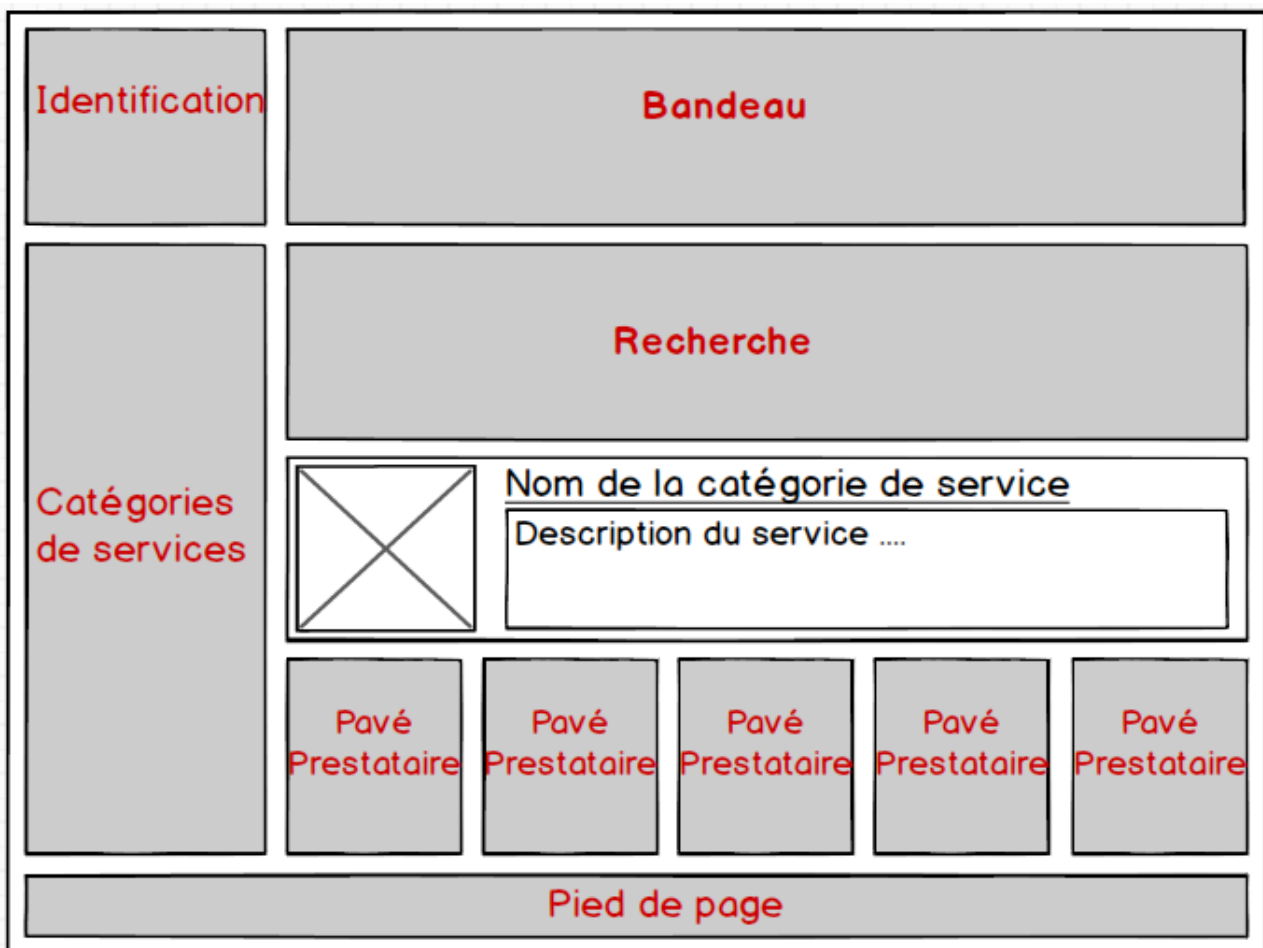 Identification
Bandeau
Recherche
Catégories
de services
Nom de la catégorie de service
Description du service ....
Pavé
Prestataire
Pavé
Prestataire
Pavé
Prestataire
Pavé
Prestataire
Pavé
Prestataire
Pied de page